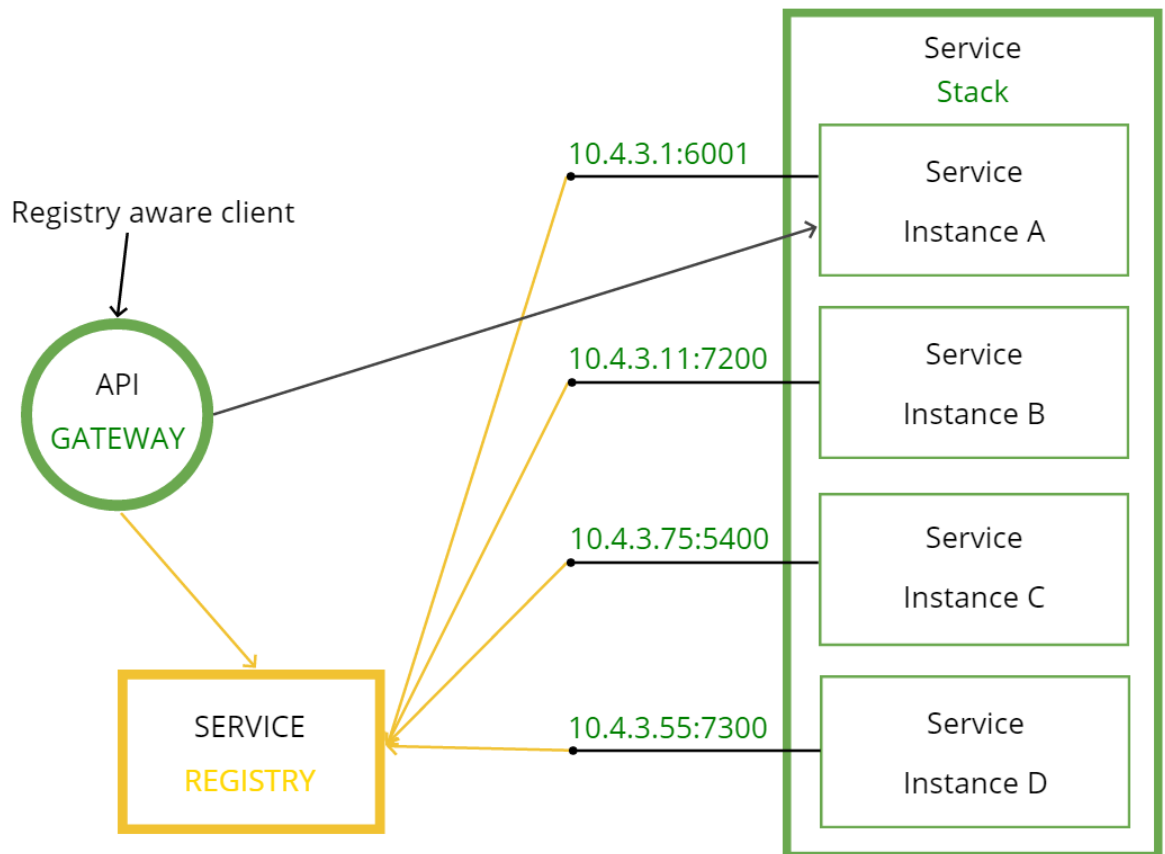 Service
Stack
10.4.3.1:6001
Service
Instance A
Registry aware client
10.4.3.11:7200
Service
Instance B
API
GATEWAY
10.4.3.75:5400
Service
Instance C
10.4.3.55:7300
Service
Instance D
SERVICE
REGISTRY